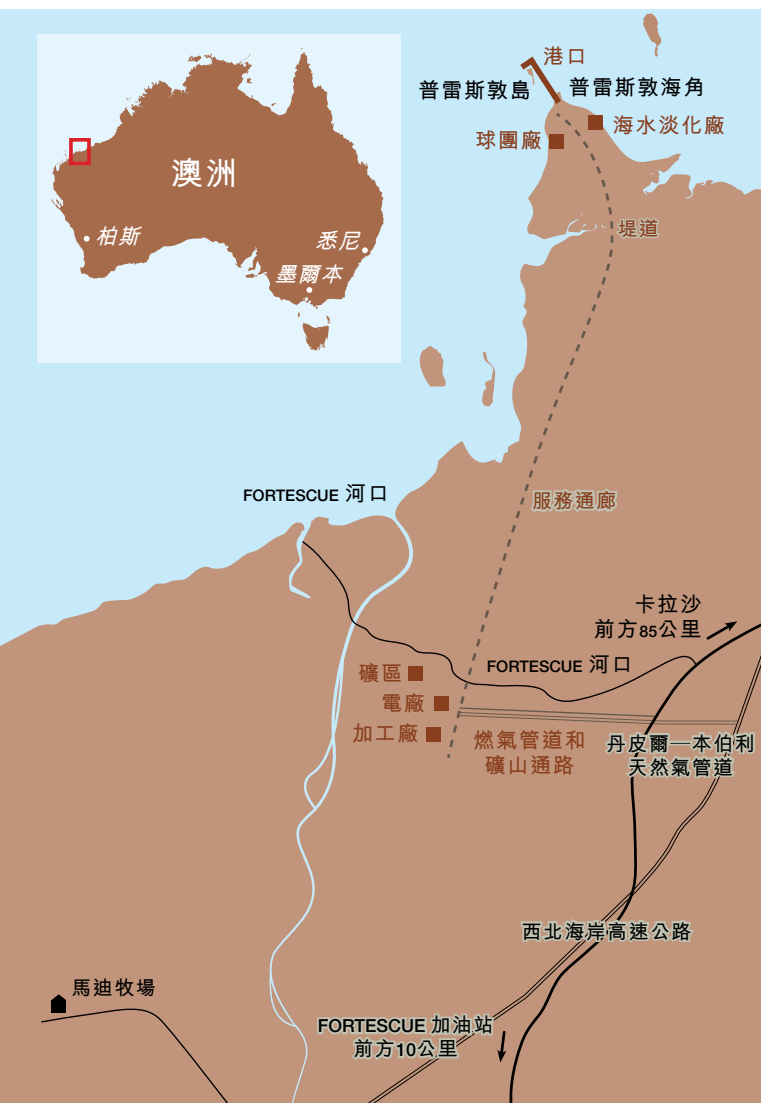 港口
普雷斯敦島
普雷斯敦海角
海水淡化廠
球團廠
澳洲
堤道
柏斯
悉尼
墨爾本
FORTESCUE 河口
服務通廊
卡拉沙
前方85公里
FORTESCUE 河口
礦區
電廠
加工廠
燃氣管道和
礦山通路
丹皮爾—本伯利
天然氣管道
西北海岸高速公路
馬迪牧場
FORTESCUE 加油站
前方10公里